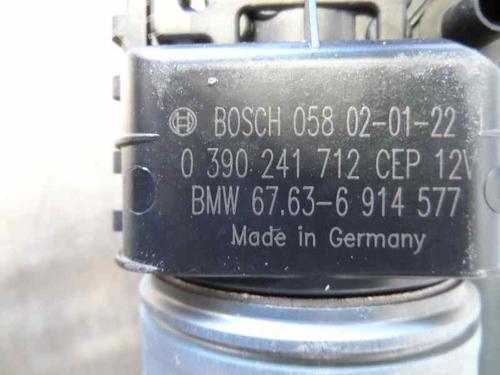 BOSCH 058 02-01-22 1
0 390 241 712 CEP 12V
BMW 67.63-6 914 577
Made in Germany